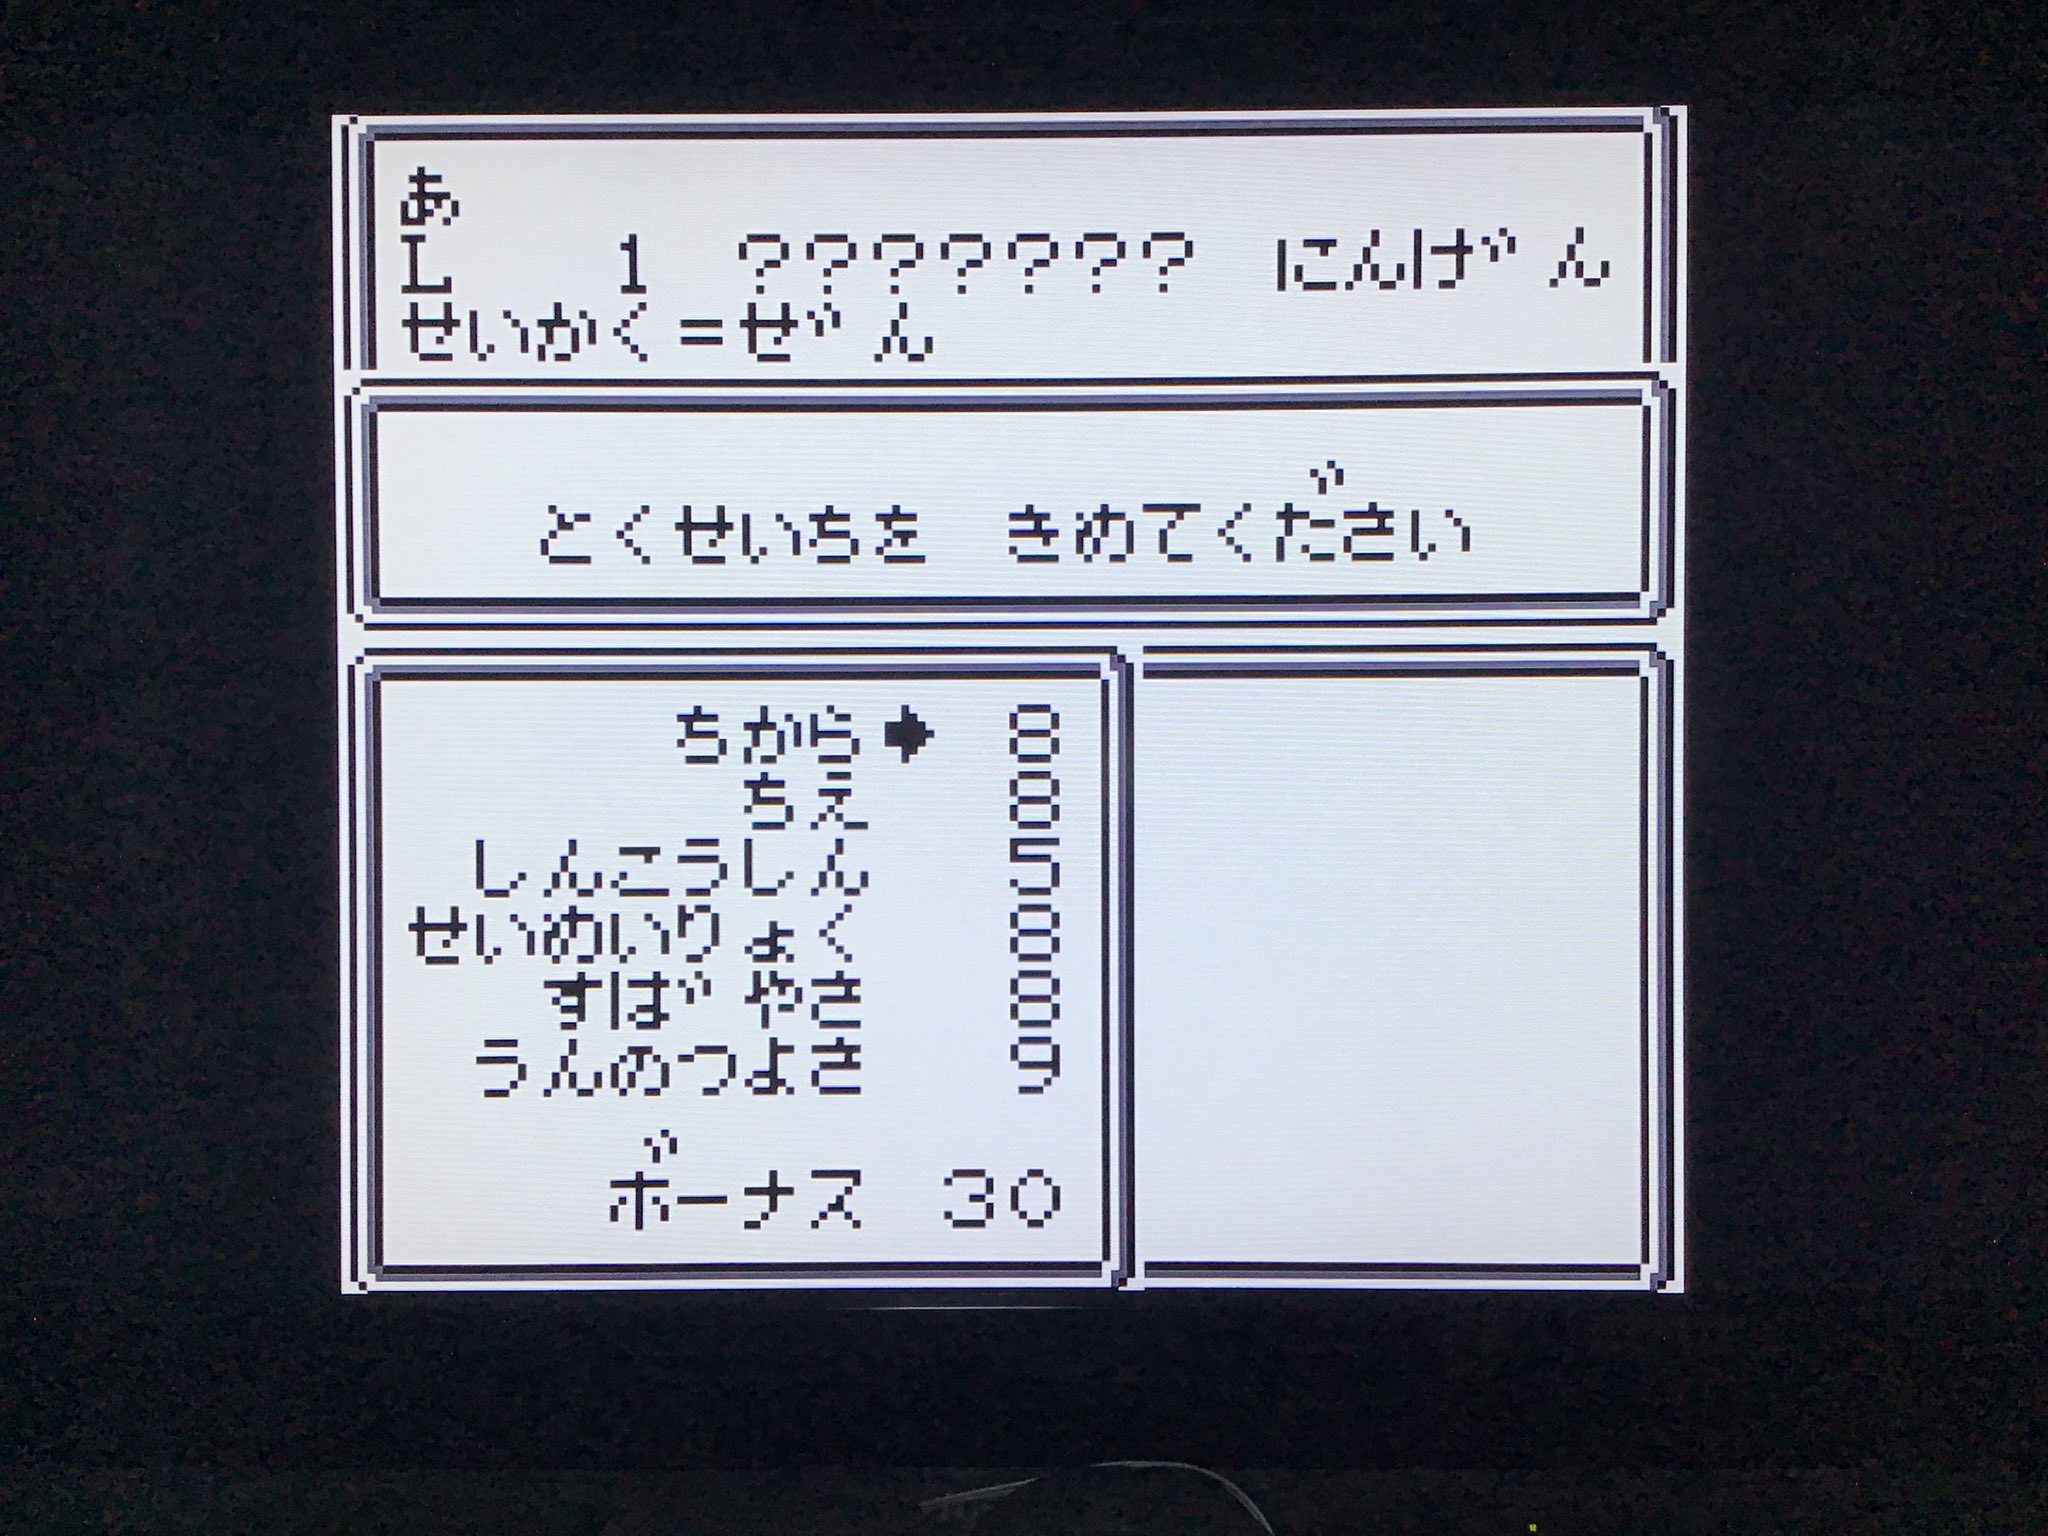 あ
L 1 ??????? にんげん
せいかく=ぜん
とくせいちを きめてください
ちから 8
ちえ 8
しんこうしん 5
せいめいりょく 8
すばやさ 8
うんのつよさ 9
ボーナス 30